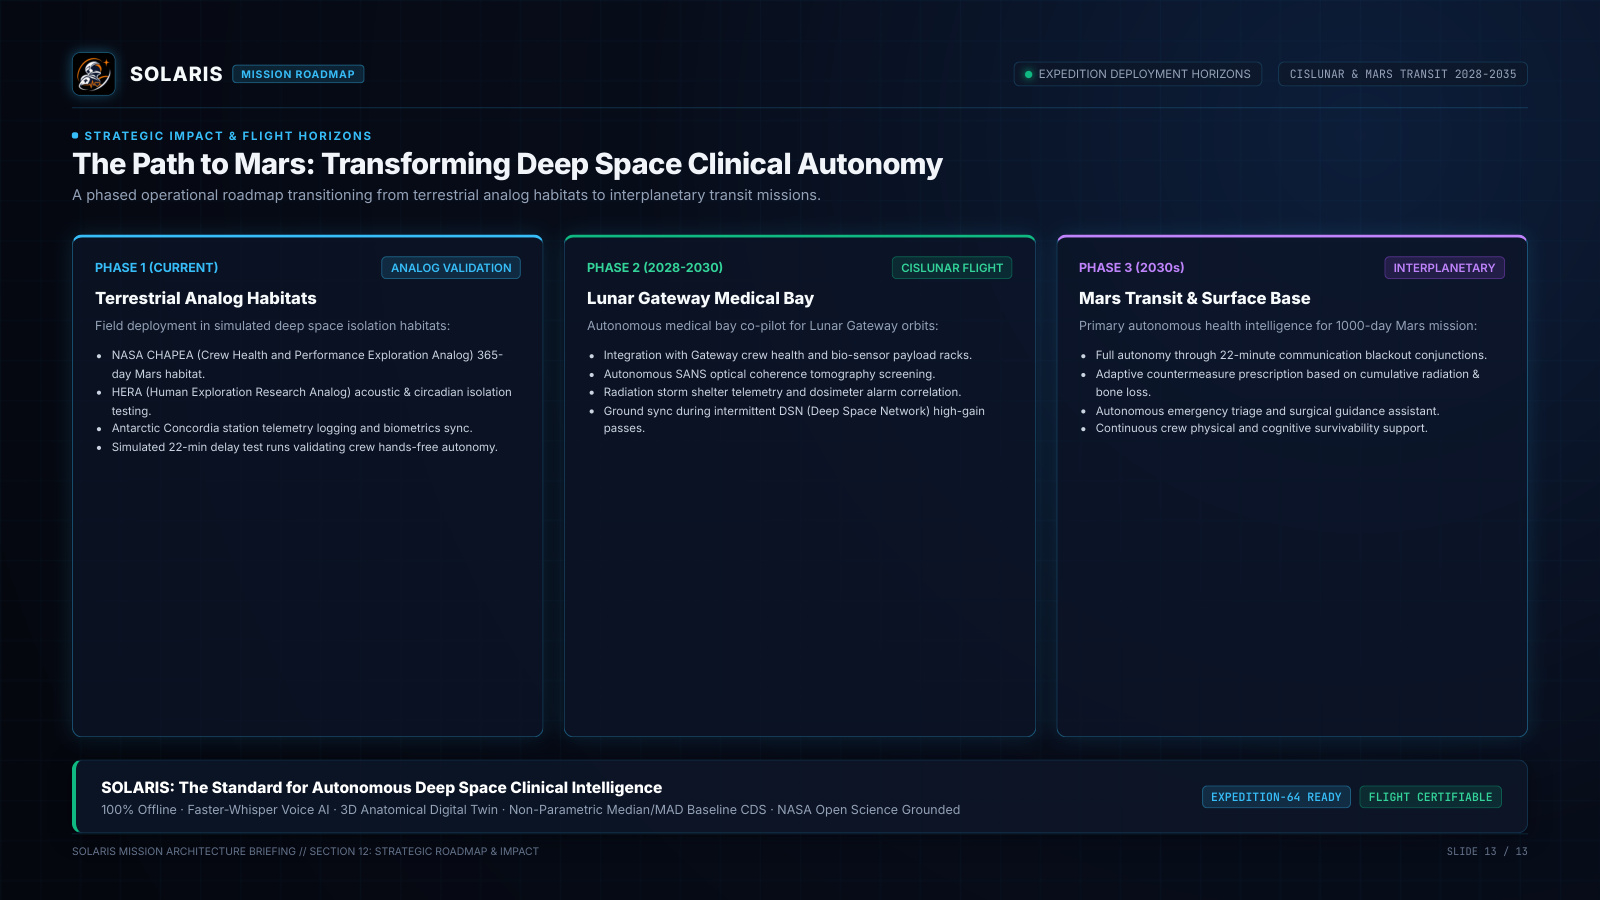 SOLARIS
MISSION ROADMAP
EXPEDITION DEPLOYMENT HORIZONS
CISLUNAR & MARS TRANSIT 2028-2035
STRATEGIC IMPACT & FLIGHT HORIZONS
The Path to Mars: Transforming Deep Space Clinical Autonomy
A phased operational roadmap transitioning from terrestrial analog habitats to interplanetary transit missions.
PHASE 1 (CURRENT)
ANALOG VALIDATION
Terrestrial Analog Habitats
Field deployment in simulated deep space isolation habitats:
• NASA CHAPEA (Crew Health and Performance Exploration Analog) 365-
day Mars habitat.
• HERA (Human Exploration Research Analog) acoustic & circadian isolation
testing.
• Antarctic Concordia station telemetry logging and biometrics sync.
• Simulated 22-min delay test runs validating crew hands-free autonomy.
PHASE 2 (2028-2030)
CISLUNAR FLIGHT
Lunar Gateway Medical Bay
Autonomous medical bay co-pilot for Lunar Gateway orbits:
• Integration with Gateway crew health and bio-sensor payload racks.
• Autonomous SANS optical coherence tomography screening.
• Radiation storm shelter telemetry and dosimeter alarm correlation.
• Ground sync during intermittent DSN (Deep Space Network) high-gain
passes.
PHASE 3 (2030s)
INTERPLANETARY
Mars Transit & Surface Base
Primary autonomous health intelligence for 1000-day Mars mission:
• Full autonomy through 22-minute communication blackout conjunctions.
• Adaptive countermeasure prescription based on cumulative radiation &
bone loss.
• Autonomous emergency triage and surgical guidance assistant.
• Continuous crew physical and cognitive survivability support.
SOLARIS: The Standard for Autonomous Deep Space Clinical Intelligence
100% Offline · Faster-Whisper Voice AI · 3D Anatomical Digital Twin · Non-Parametric Median/MAD Baseline CDS · NASA Open Science Grounded
EXPEDITION-64 READY
FLIGHT CERTIFIABLE
SOLARIS MISSION ARCHITECTURE BRIEFING // SECTION 12: STRATEGIC ROADMAP & IMPACT
SLIDE 13 / 13